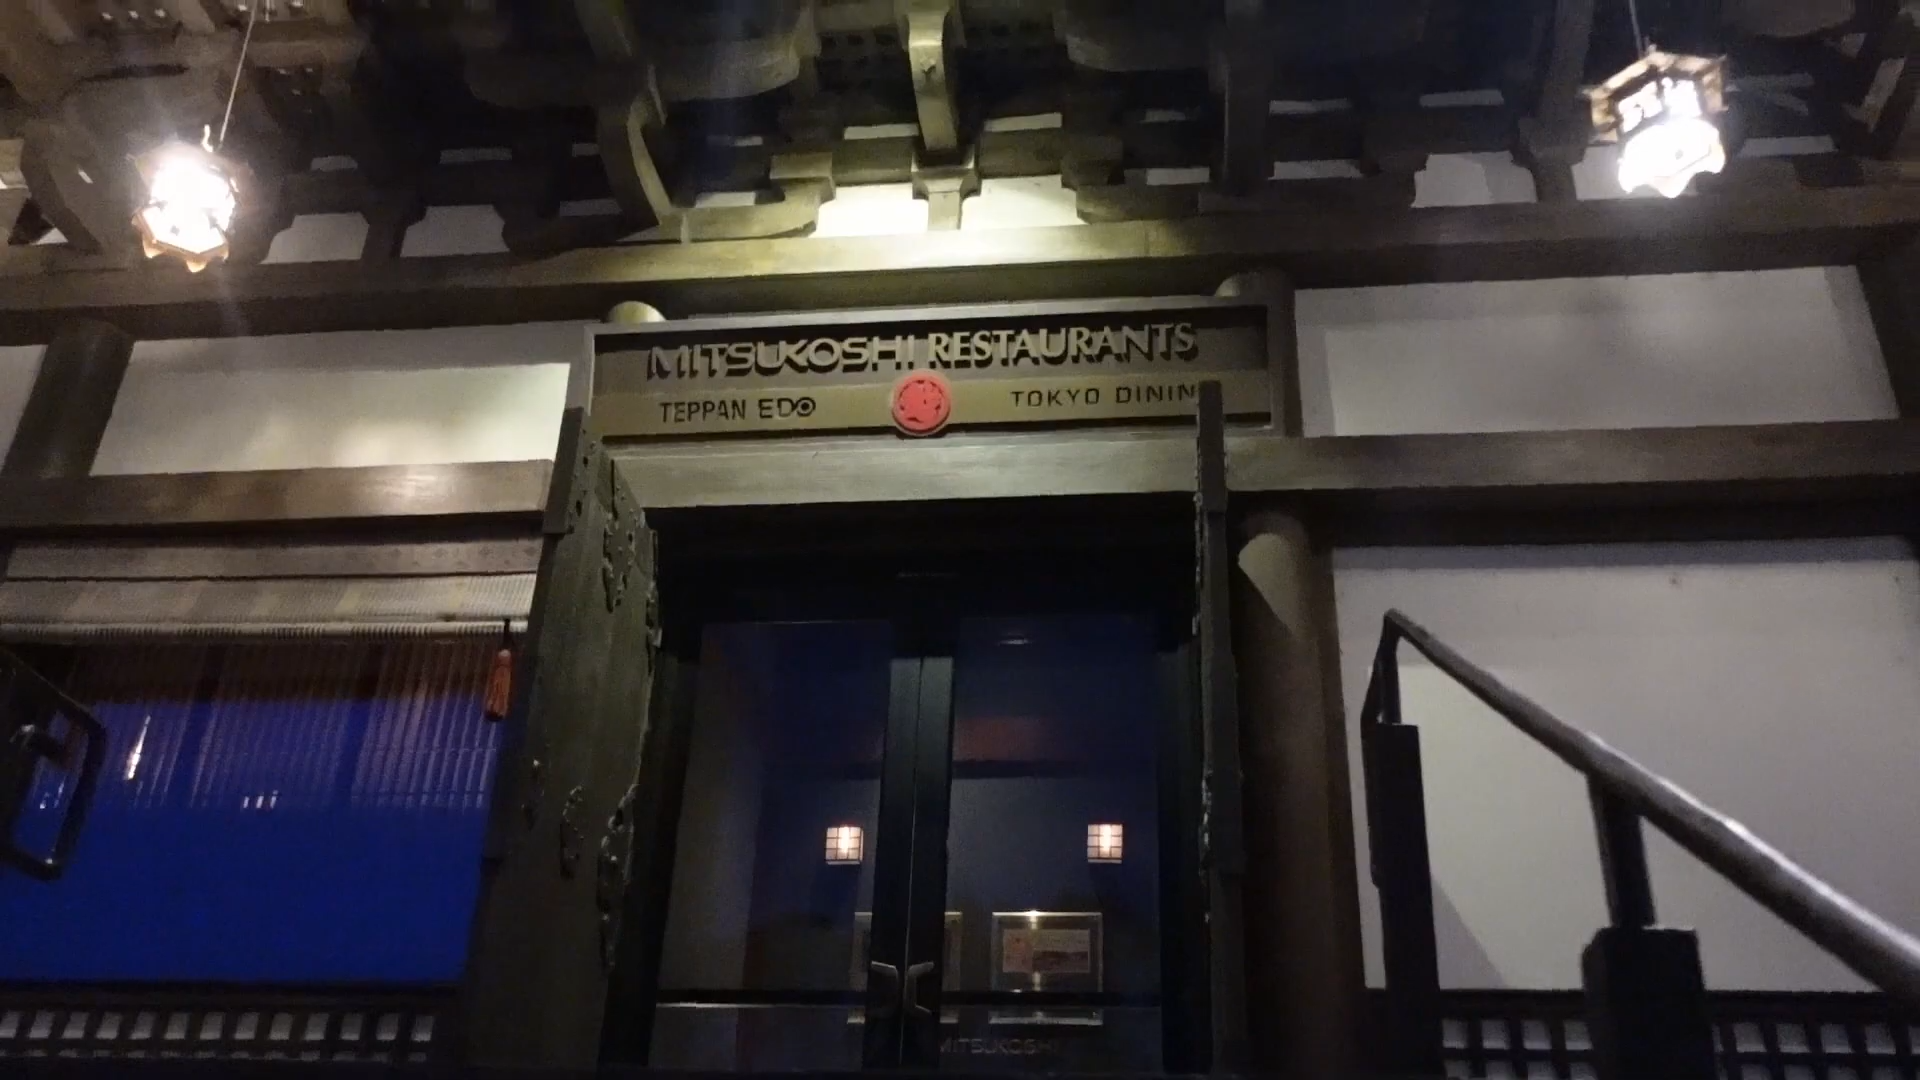 MITSUKOSHI RESTAURANTS
TEPPAN EDO
TOKYO DININ
MITSUKOSHI